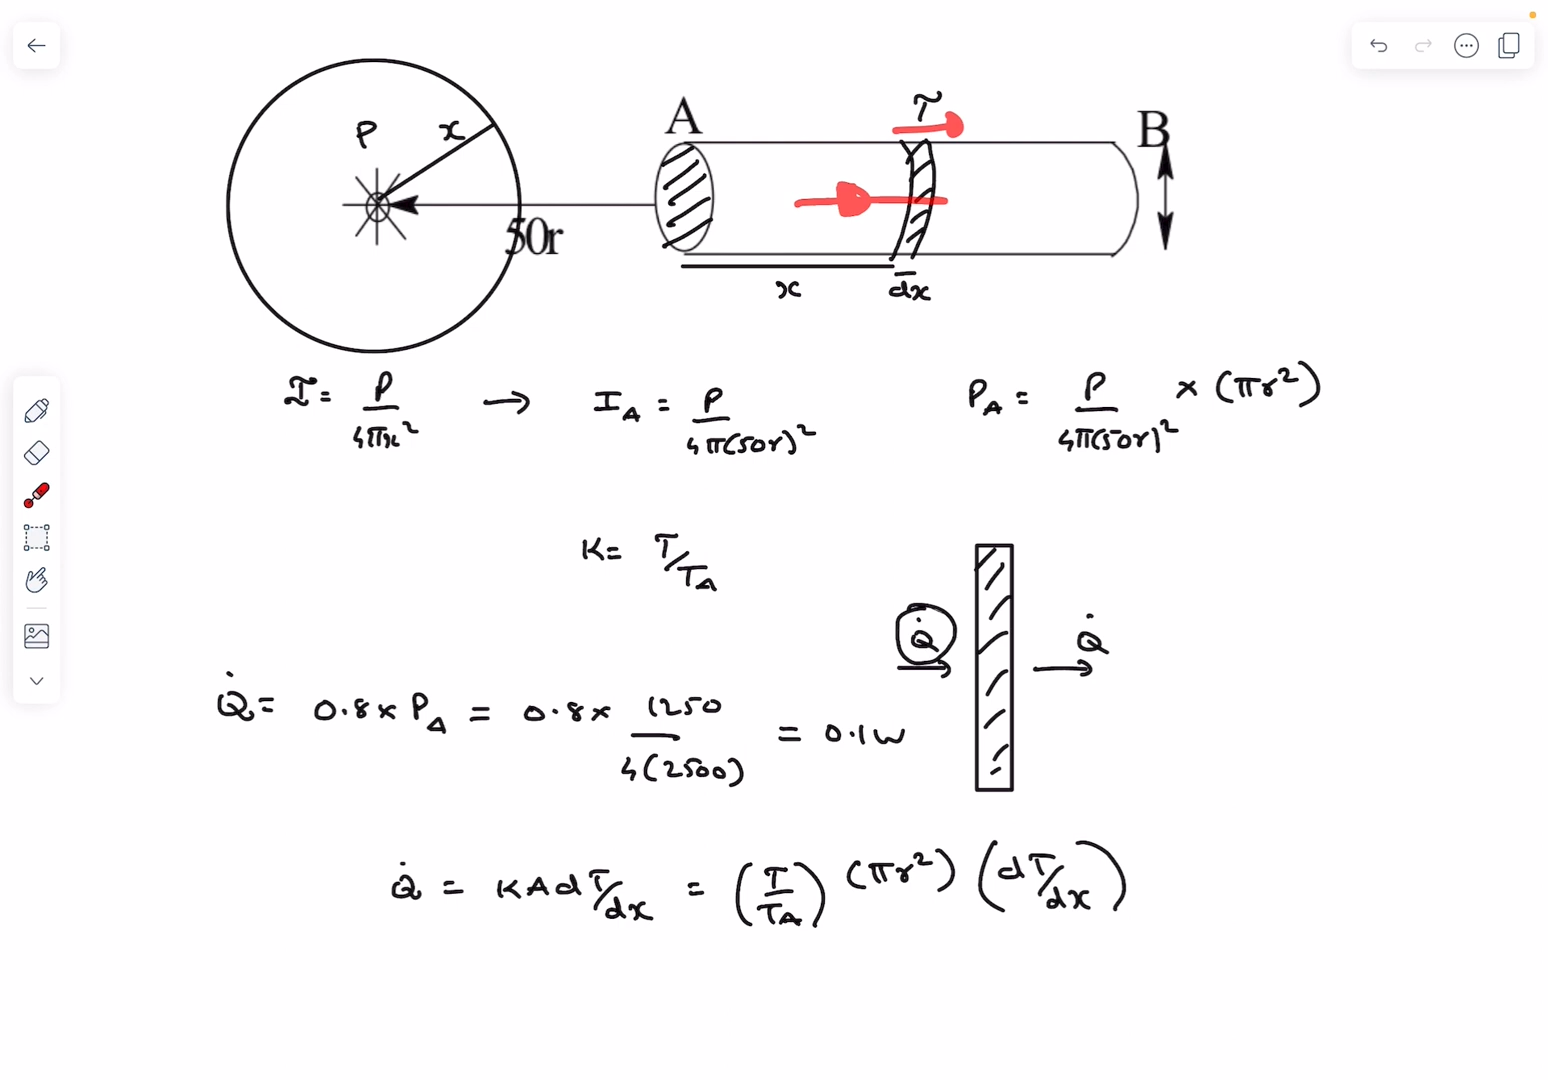 A
B
T
P
x
50r
x
dx
I = P/4πx² → I_A = P/4π(50r)²
P_A = P/4π(50r)² × (πr²)
K = T/T_A
Q̇
Q̇
Q̇ = 0.8 × P_A = 0.8 × 1250/4(2500) = 0.1 W
Q̇ = KA dT/dx = (T/T_A) (πr²) (dT/dx)